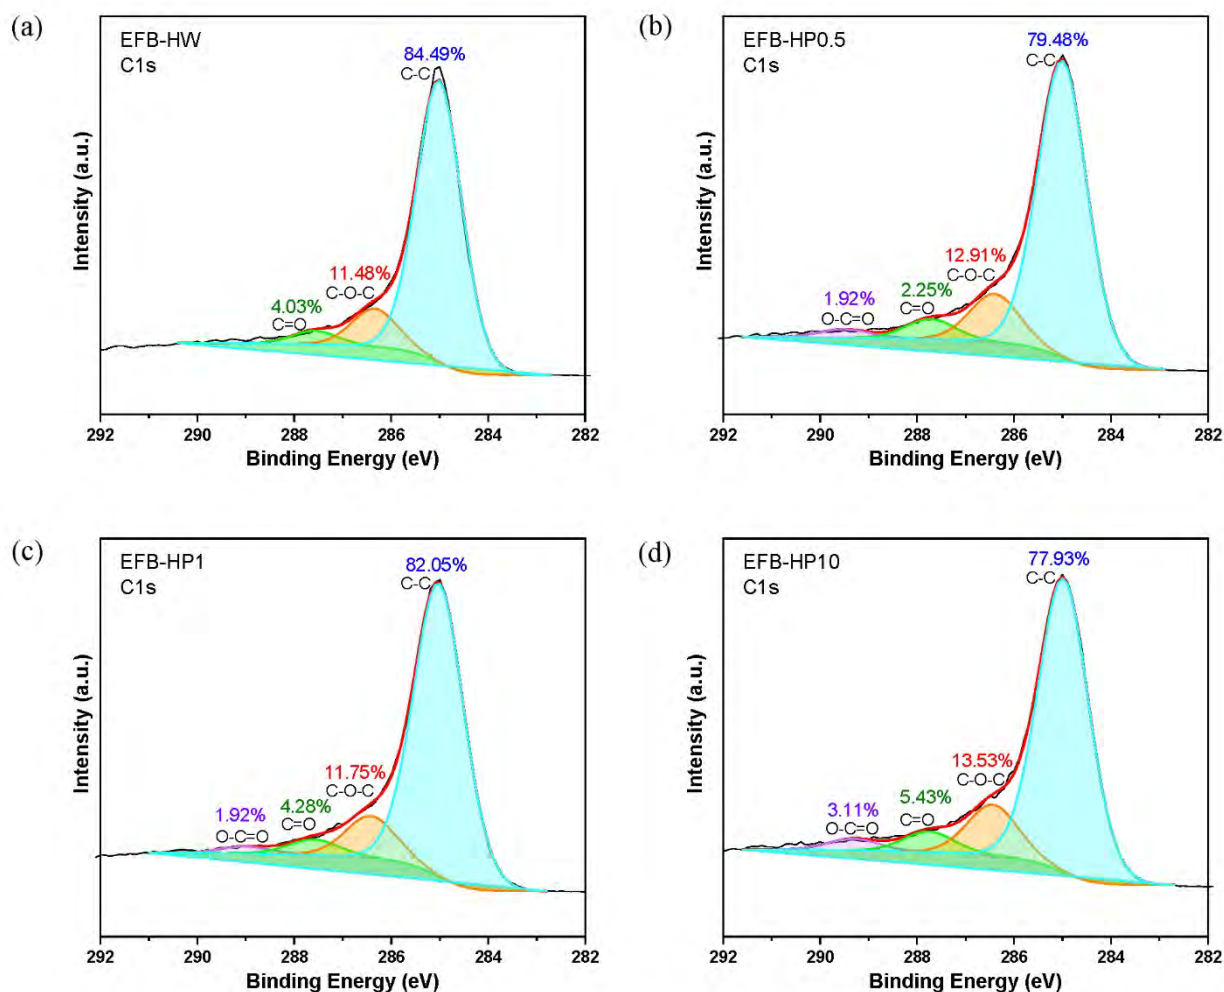 (a)
EFB-HW
C1s
84.49%
C-C
11.48%
C-O-C
4.03%
C=O
Intensity (a.u.)
292 290 288 286 284 282
Binding Energy (eV)
(b)
EFB-HP0.5
C1s
79.48%
C-C
12.91%
C-O-C
2.25%
C=O
1.92%
O-C=O
Intensity (a.u.)
292 290 288 286 284 282
Binding Energy (eV)
(c)
EFB-HP1
C1s
82.05%
C-C
11.75%
C-O-C
4.28%
C=O
1.92%
O-C=O
Intensity (a.u.)
292 290 288 286 284 282
Binding Energy (eV)
(d)
EFB-HP10
C1s
77.93%
C-C
13.53%
C-O-C
5.43%
C=O
3.11%
O-C=O
Intensity (a.u.)
292 290 288 286 284 282
Binding Energy (eV)